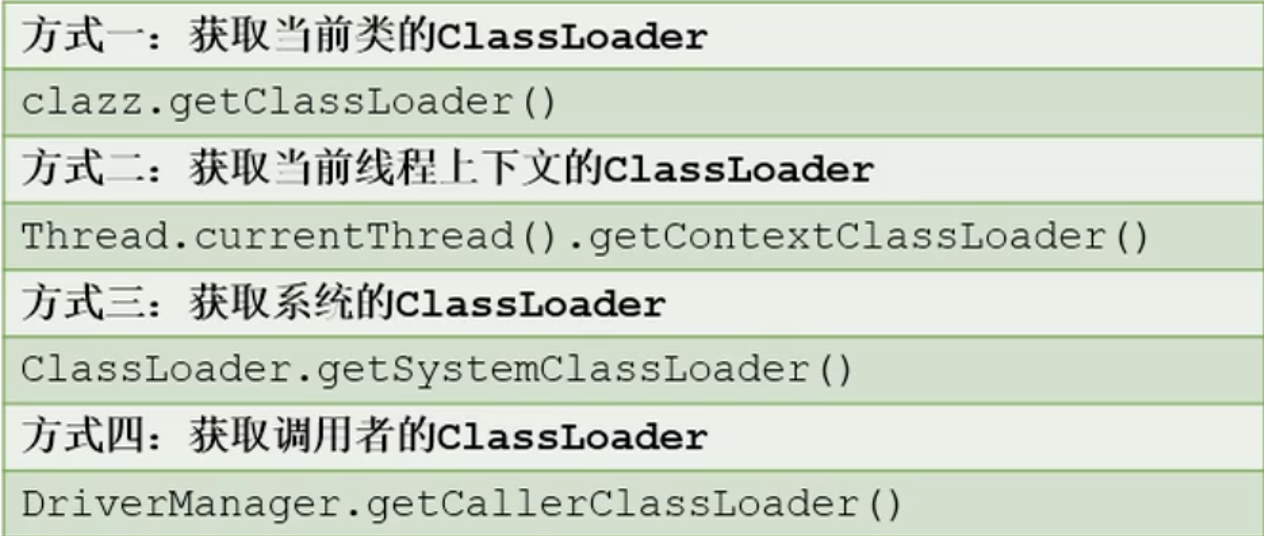 方式一：获取当前类的ClassLoader
clazz.getClassLoader()
方式二：获取当前线程上下文的ClassLoader
Thread.currentThread().getContextClassLoader()
方式三：获取系统的ClassLoader
ClassLoader.getSystemClassLoader()
方式四：获取调用者的ClassLoader
DriverManager.getCallerClassLoader()